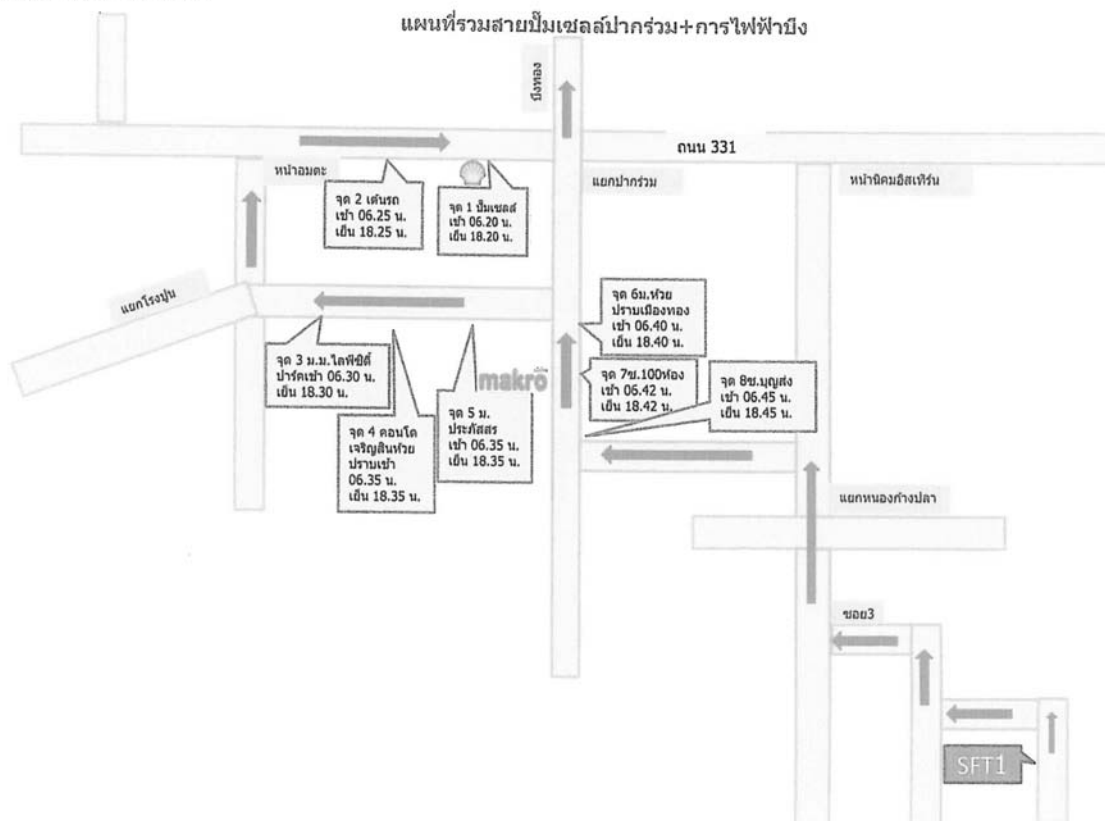 แผนที่รวมสายปั๊มเซลล์ปากร่วม+การไฟฟ้าบึง
บึงทอง
ถนน 331
หน้าอมตะ
แยกปากร่วม
หน้านิคมอิสเทิร์น
จุด 2 เต้นรถ
เช้า 06.25 น.
เย็น 18.25 น.
จุด 1 ปั๊มเซลล์
เช้า 06.20 น.
เย็น 18.20 น.
แยกโรงปูน
จุด 6ม.ห้วย
ปราบเมืองทอง
เช้า 06.40 น.
เย็น 18.40 น.
จุด 3 ม.ม.ไลฟ์ซิตี้
ปาร์คเช้า 06.30 น.
เย็น 18.30 น.
makro
จุด 7ซ.100ห้อง
เช้า 06.42 น.
เย็น 18.42 น.
จุด 8ซ.บุญส่ง
เช้า 06.45 น.
เย็น 18.45 น.
จุด 4 คอนโด
เจริญสินห้วย
ปราบเช้า
06.35 น.
เย็น 18.35 น.
จุด 5 ม.
ประภัสสร
เช้า 06.35 น.
เย็น 18.35 น.
แยกหนองก้างปลา
ซอย3
SFT1